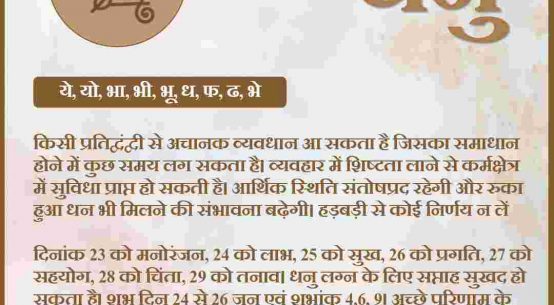 धनु
ये, यो, भा, भी, भू, ध, फ, ढ, भे
किसी प्रतिद्वंद्वी से अचानक व्यवधान आ सकता है जिसका समाधान
होने में कुछ समय लग सकता है। व्यवहार में शिष्टता लाने से कर्मक्षेत्र
में सुविधा प्राप्त हो सकती है। आर्थिक स्थिति संतोषप्रद रहेगी और रुका
हुआ धन भी मिलने की संभावना बढ़ेगी। हड़बड़ी से कोई निर्णय न लें
दिनांक 23 को मनोरंजन, 24 को लाभ, 25 को सुख, 26 को प्रगति, 27 को
सहयोग, 28 को चिंता, 29 को तनाव। धनु लग्न के लिए सप्ताह सुखद हो
सकता है। शुभ दिन 24 से 26 जून एवं शुभांक 4,6, 9। अच्छे परिणाम के